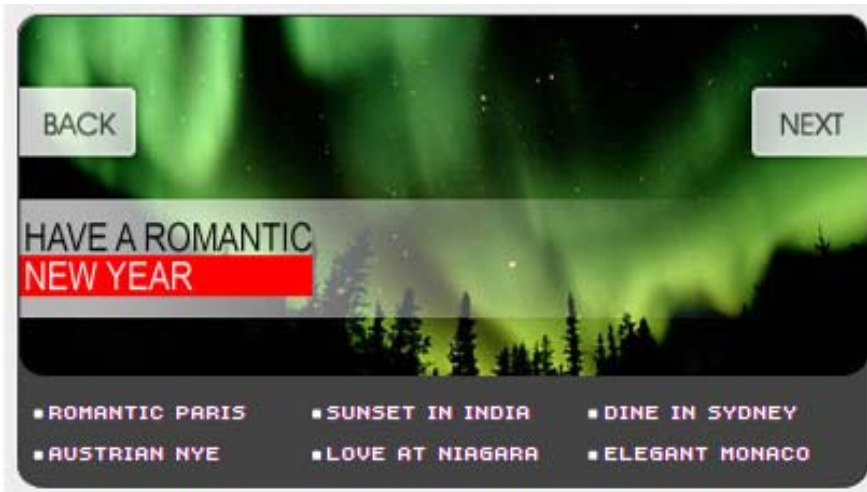 BACK
NEXT
HAVE A ROMANTIC
NEW YEAR
ROMANTIC PARIS
SUNSET IN INDIA
DINE IN SYDNEY
AUSTRIAN NYE
LOVE AT NIAGARA
ELEGANT MONACO